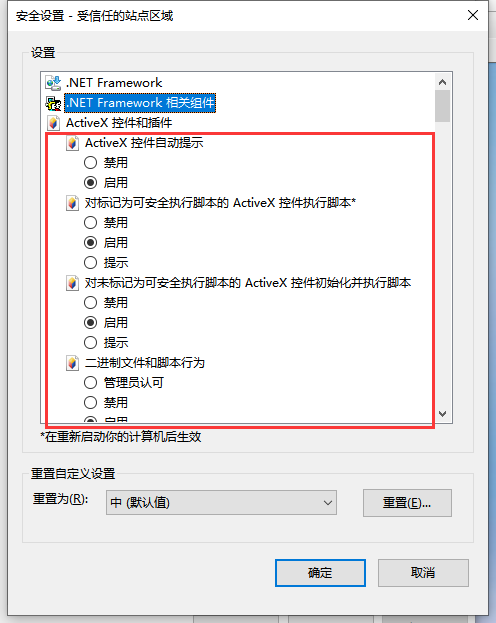 安全设置 - 受信任的站点区域
设置
.NET Framework
.NET Framework 相关组件
ActiveX 控件和插件
ActiveX 控件自动提示
禁用
启用
对标记为可安全执行脚本的 ActiveX 控件执行脚本*
禁用
启用
提示
对未标记为可安全执行脚本的 ActiveX 控件初始化并执行脚本
禁用
启用
提示
二进制文件和脚本行为
管理员认可
禁用
启用
*在重新启动你的计算机后生效
重置自定义设置
重置为(R):
中 (默认值)
重置(E)...
确定
取消